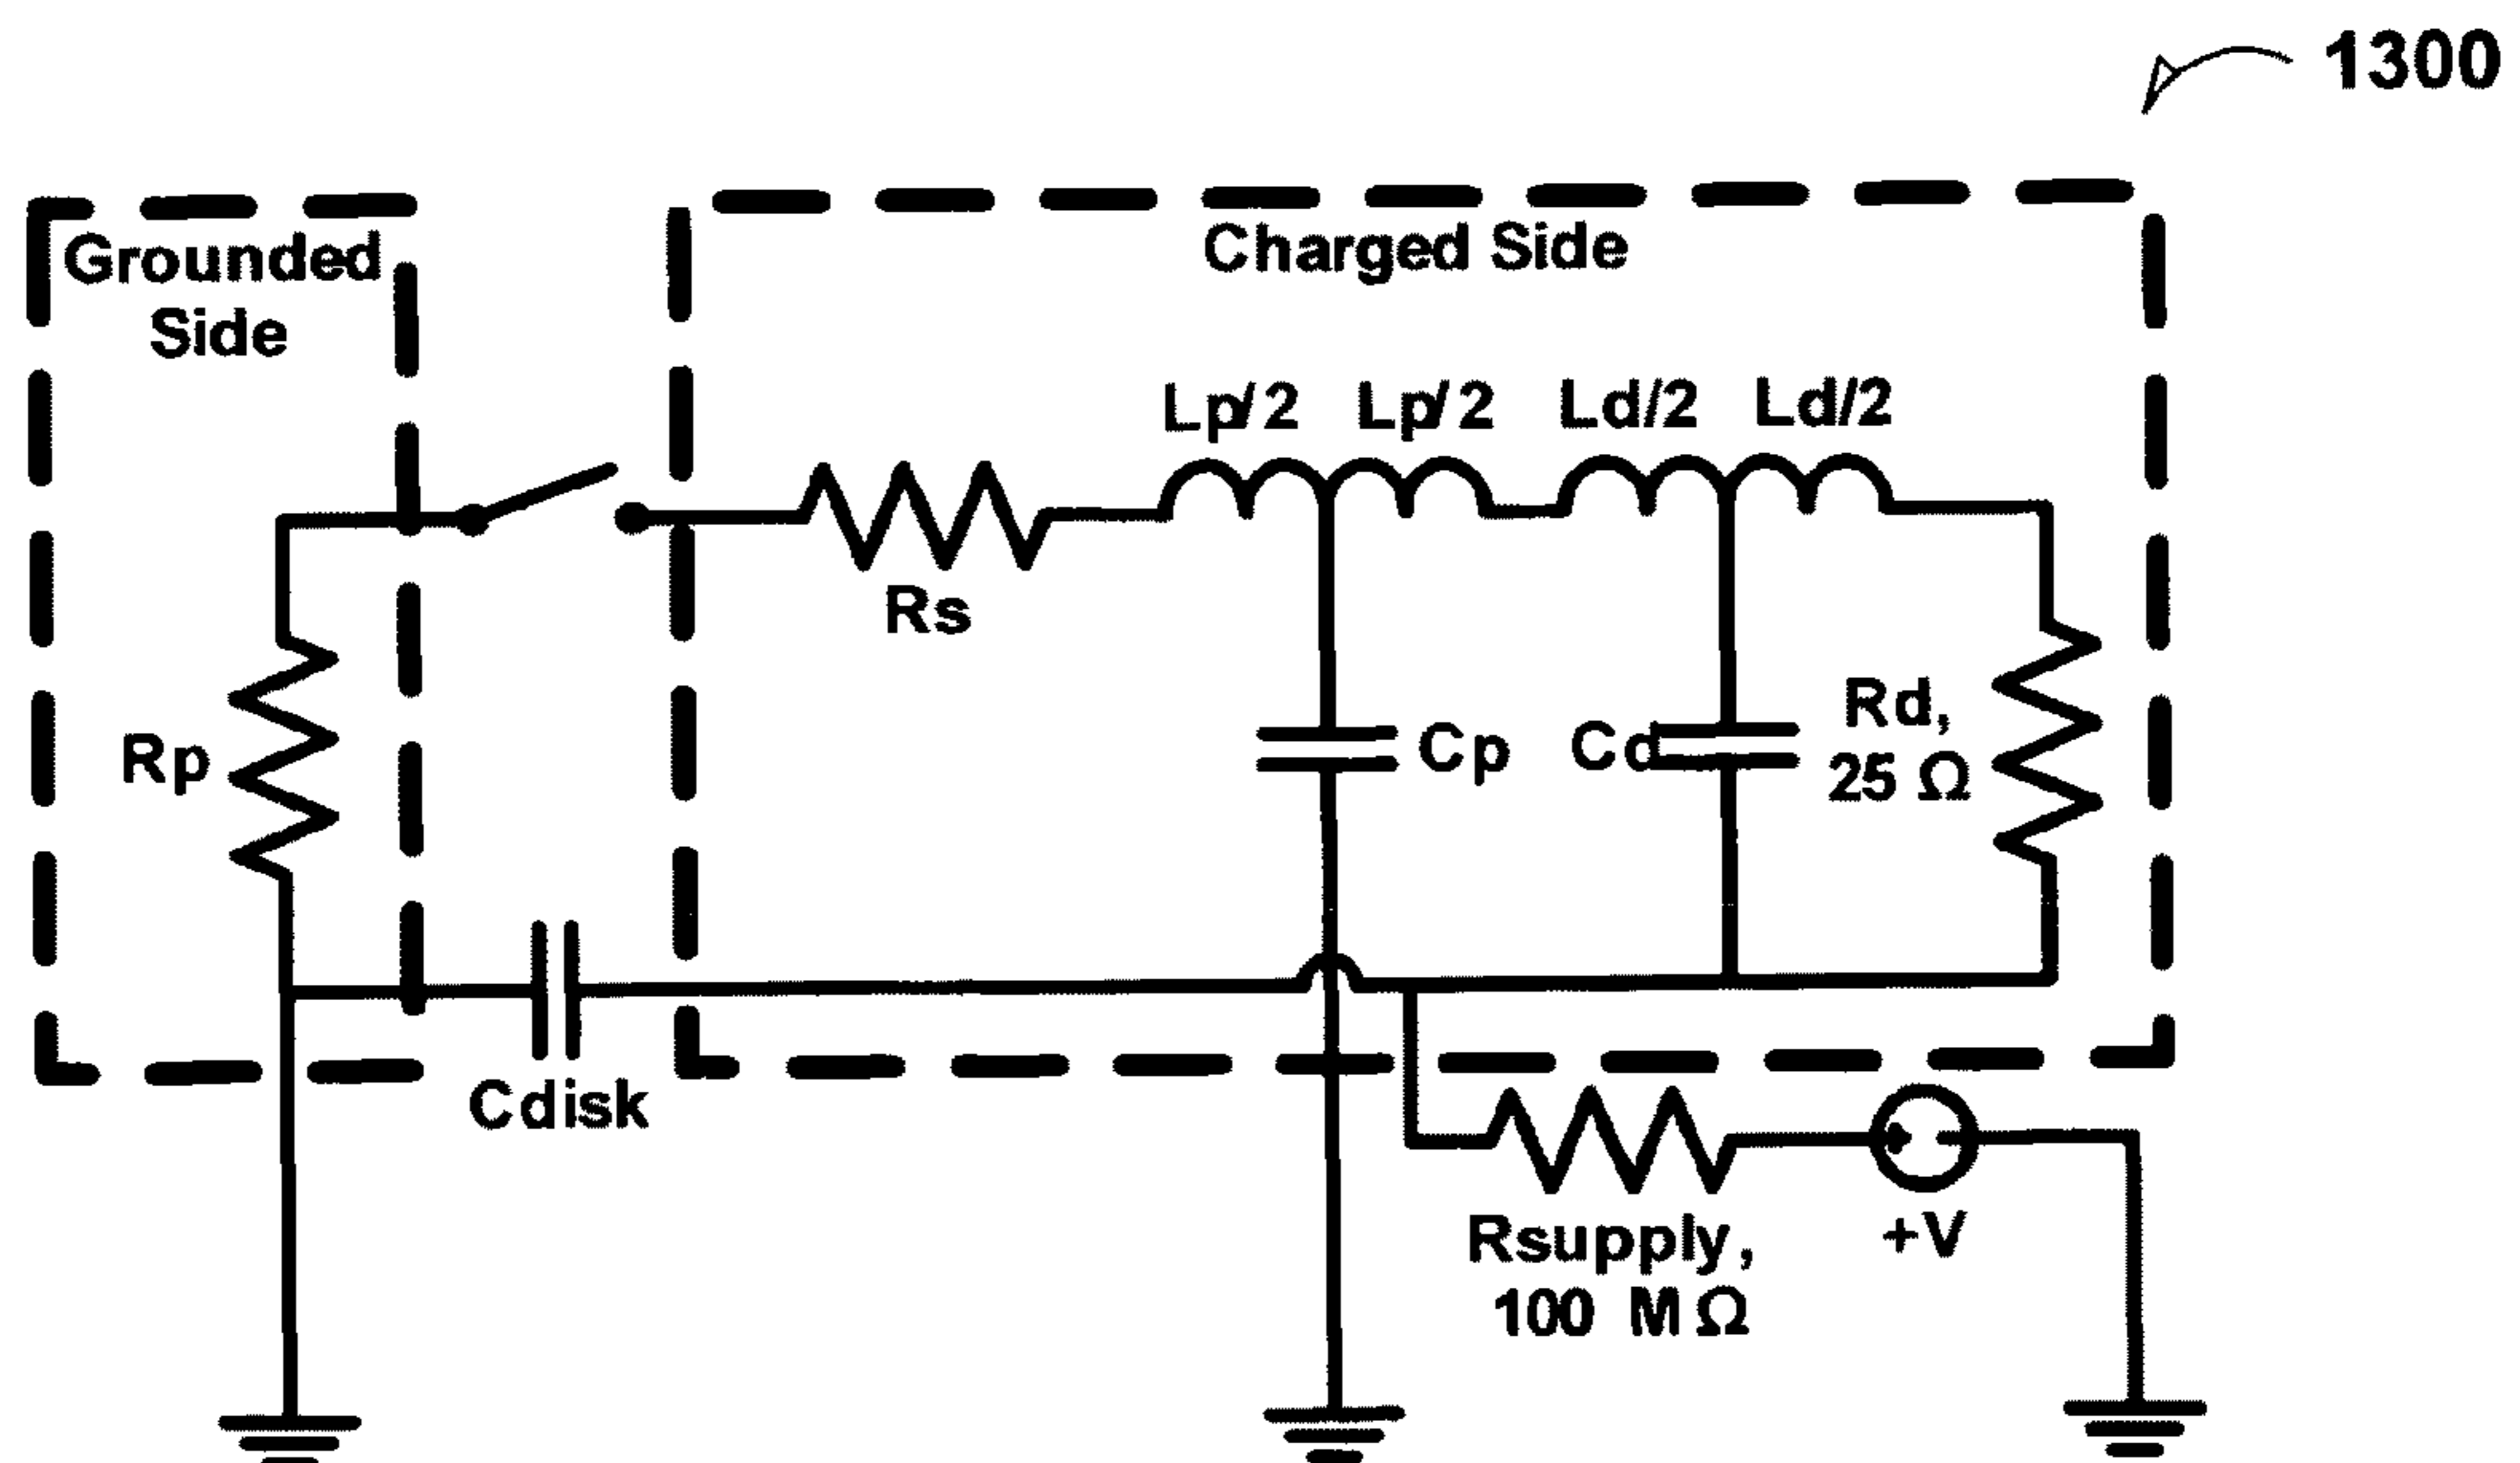 1300
Grounded
Side
Charged Side
Lp/2 Lp/2 Ld/2 Ld/2
Rs
Rp
Cp
Cd
Rd,
25 Ω
Cdisk
Rsupply,
100 MΩ
+V